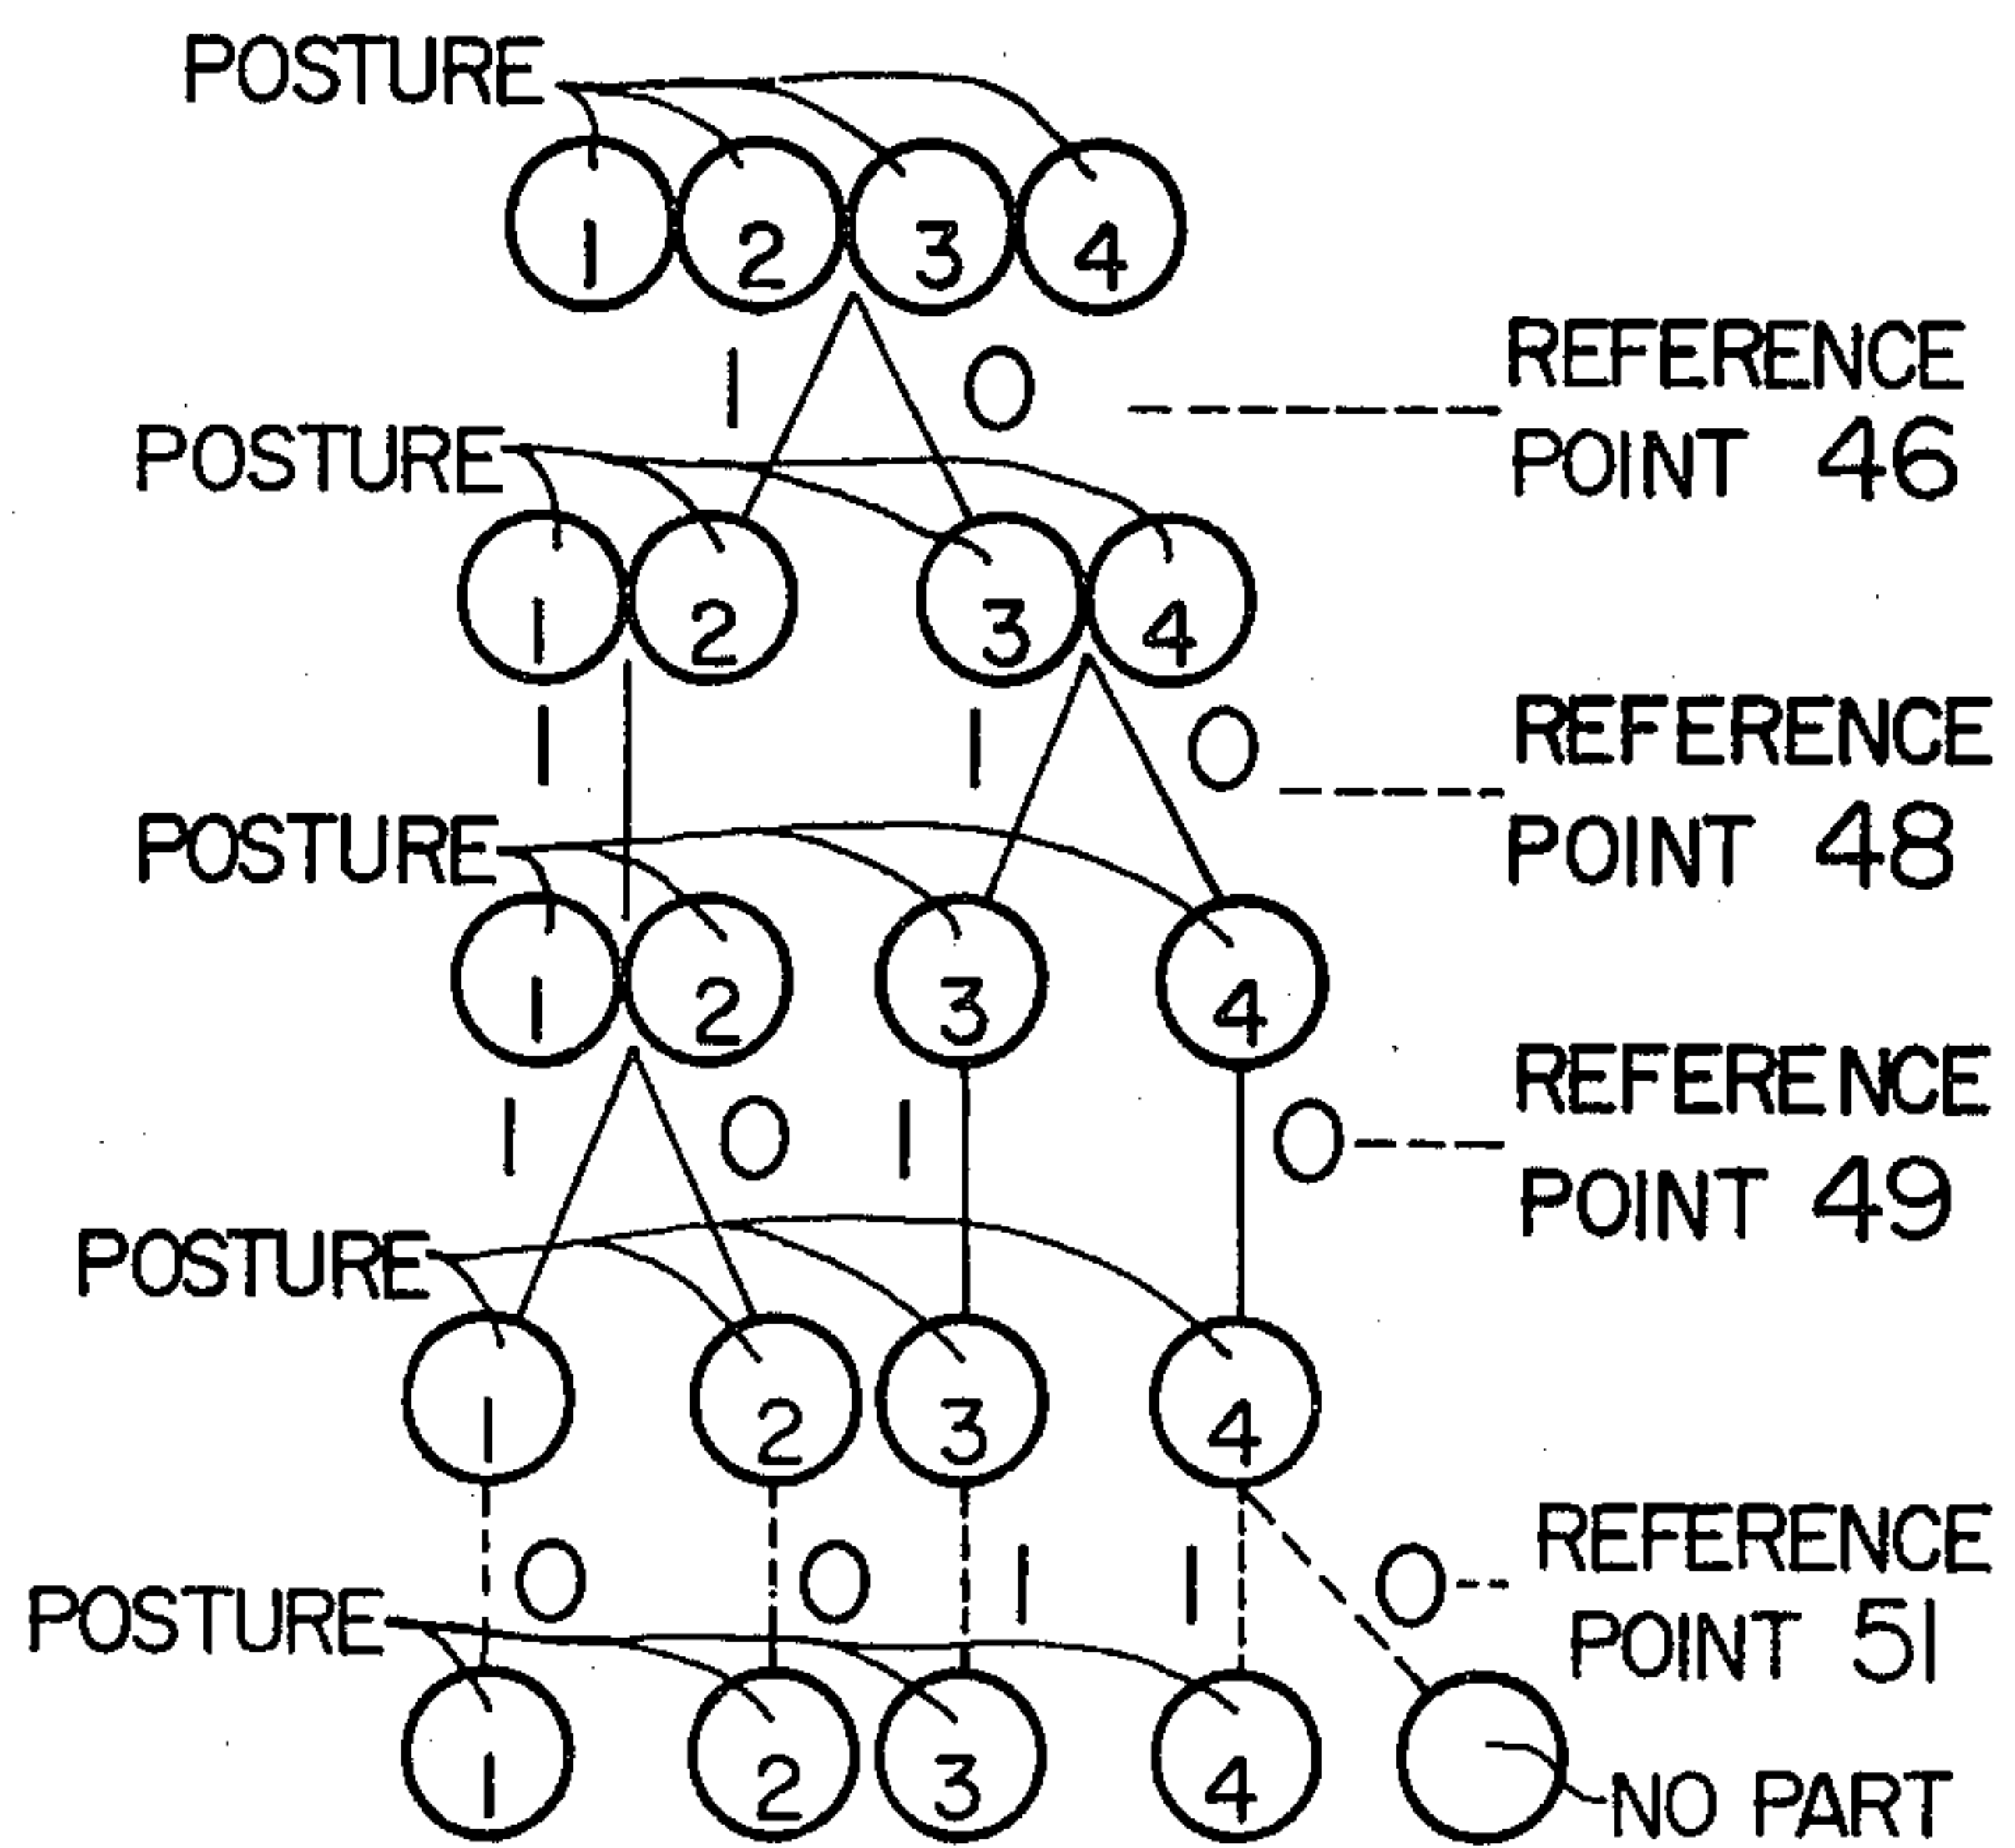 POSTURE
1 2 3 4
1 0
REFERENCE
POINT 46
POSTURE
1 2 3 4
1 1 0
REFERENCE
POINT 48
POSTURE
1 2 3 4
1 0 1 0
REFERENCE
POINT 49
POSTURE
1 2 3 4
0 0 1 1 0
REFERENCE
POINT 51
POSTURE
1 2 3 4
NO PART